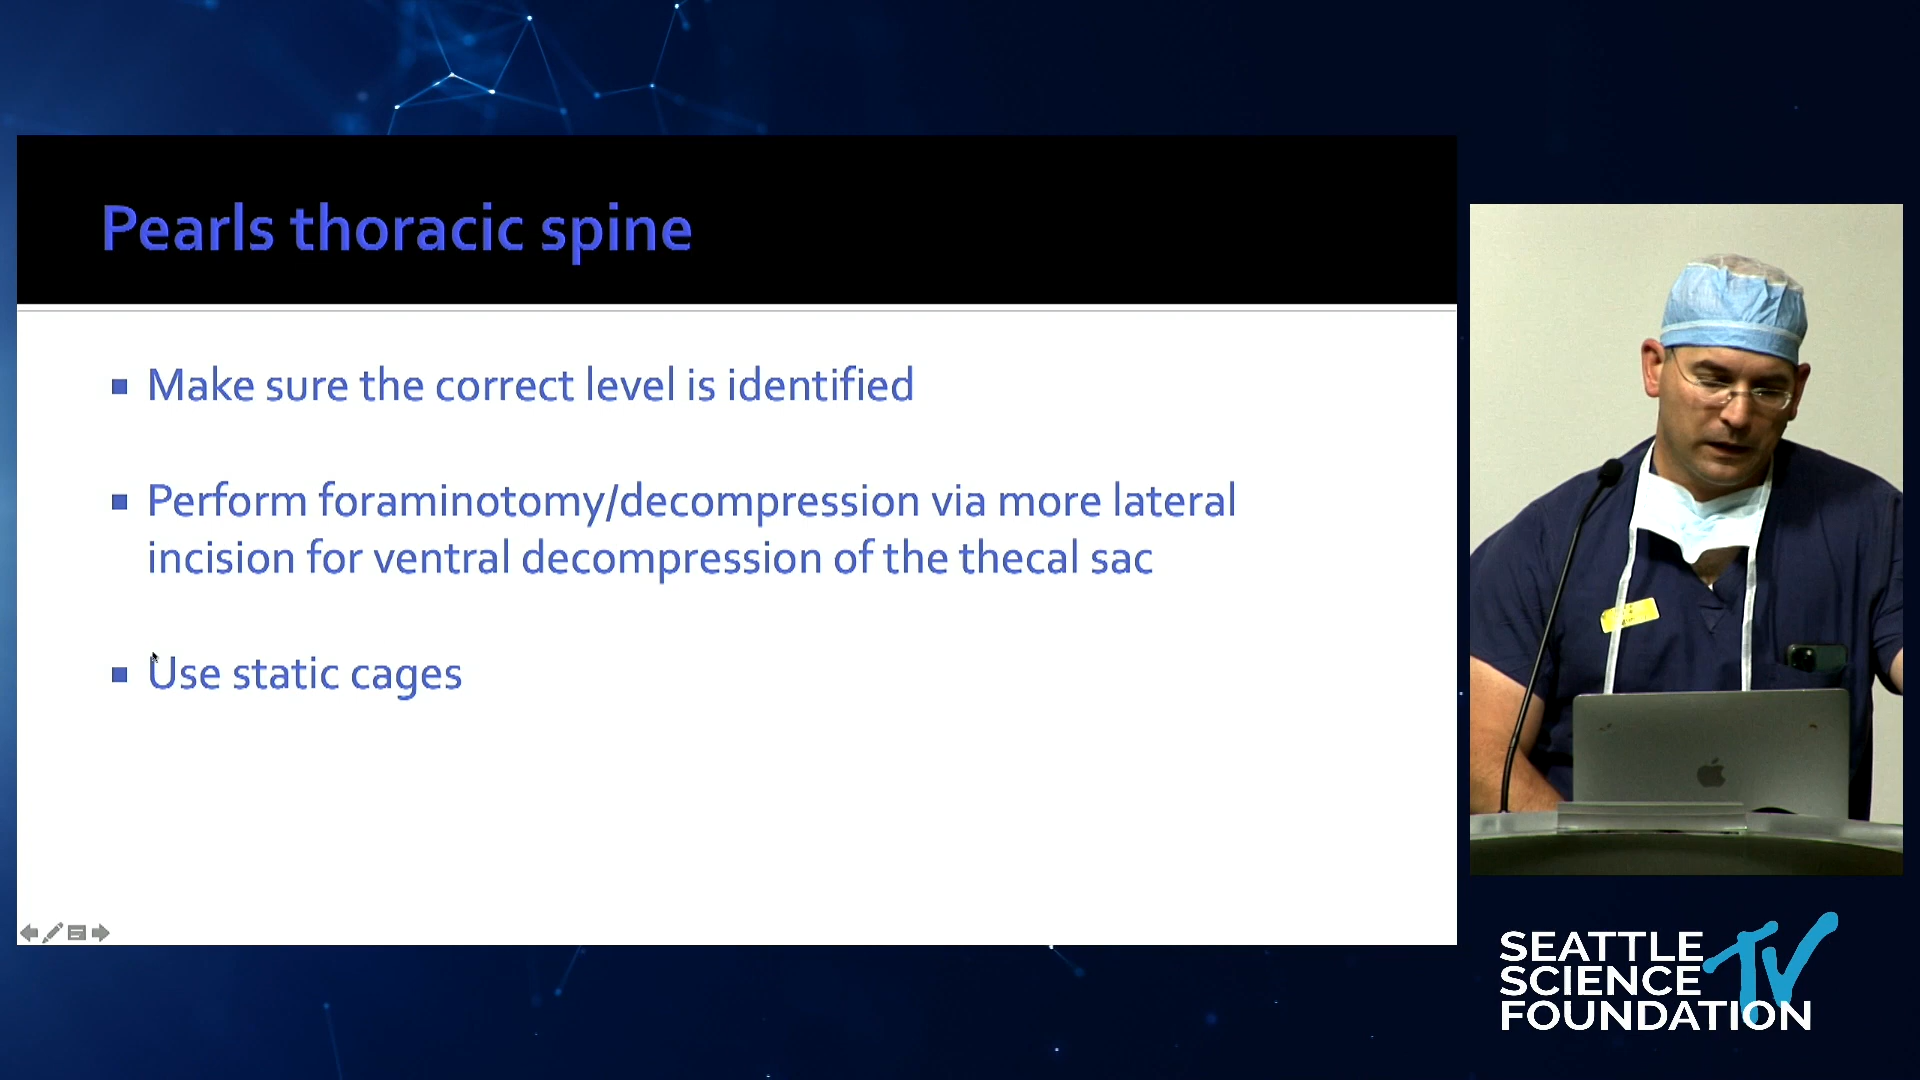 Pearls thoracic spine
Make sure the correct level is identified
Perform foraminotomy/decompression via more lateral
incision for ventral decompression of the thecal sac
Use static cages
SEATTLE
SCIENCE
FOUNDATION
TV